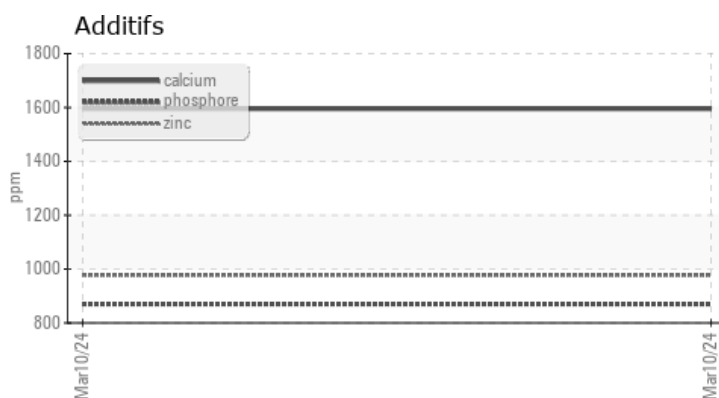 Additifs
1800
1600
1400
1200
1000
800
ppm
calcium
phosphore
zinc
Mar10/24
Mar10/24